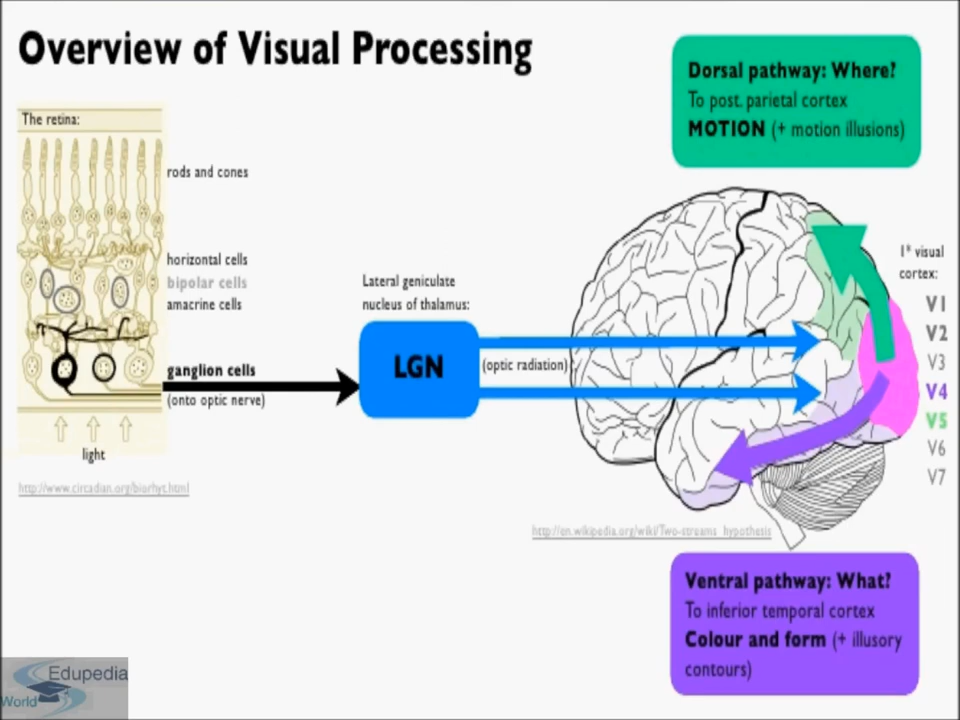 Overview of Visual Processing
The retina:
rods and cones
horizontal cells
bipolar cells
amacrine cells
ganglion cells
(onto optic nerve)
light
http://www.circadian.org/biorhyt.html
Lateral geniculate
nucleus of thalamus:
LGN
(optic radiation)
Dorsal pathway: Where?
To post. parietal cortex
MOTION (+ motion illusions)
1° visual
cortex:
V1
V2
V3
V4
V5
V6
V7
http://en.wikipedia.org/wiki/Two-streams_hypothesis
Ventral pathway: What?
To inferior temporal cortex
Colour and form (+ illusory
contours)
Edupedia
World